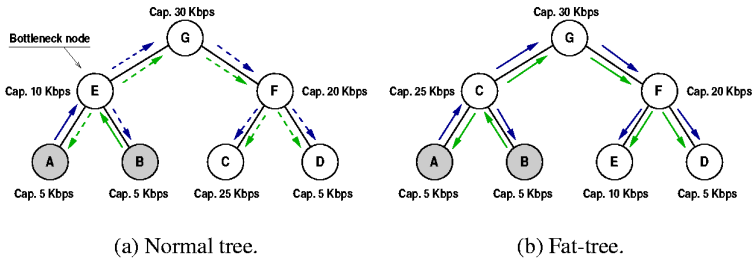 Cap. 30 Kbps
G
Bottleneck node
Cap. 10 Kbps
E
F
Cap. 20 Kbps
A
B
C
D
Cap. 5 Kbps
Cap. 5 Kbps
Cap. 25 Kbps
Cap. 5 Kbps
(a) Normal tree.
Cap. 30 Kbps
G
Cap. 25 Kbps
C
F
Cap. 20 Kbps
A
B
E
D
Cap. 5 Kbps
Cap. 5 Kbps
Cap. 10 Kbps
Cap. 5 Kbps
(b) Fat-tree.